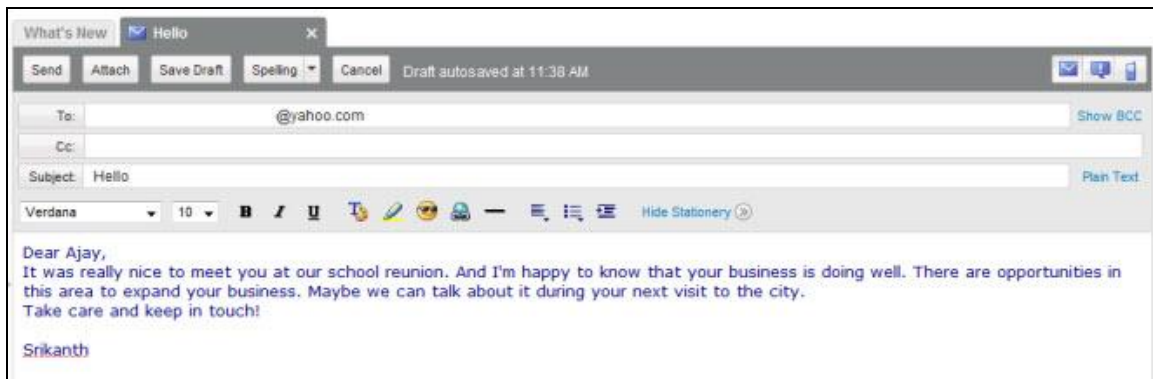 What's New Hello ×
Send Attach Save Draft Spelling Cancel Draft autosaved at 11:38 AM
To: @yahoo.com Show BCC
Cc:
Subject: Hello Plain Text
Verdana 10 B I U Hide Stationery
Dear Ajay,
It was really nice to meet you at our school reunion. And I'm happy to know that your business is doing well. There are opportunities in
this area to expand your business. Maybe we can talk about it during your next visit to the city.
Take care and keep in touch!
Srikanth